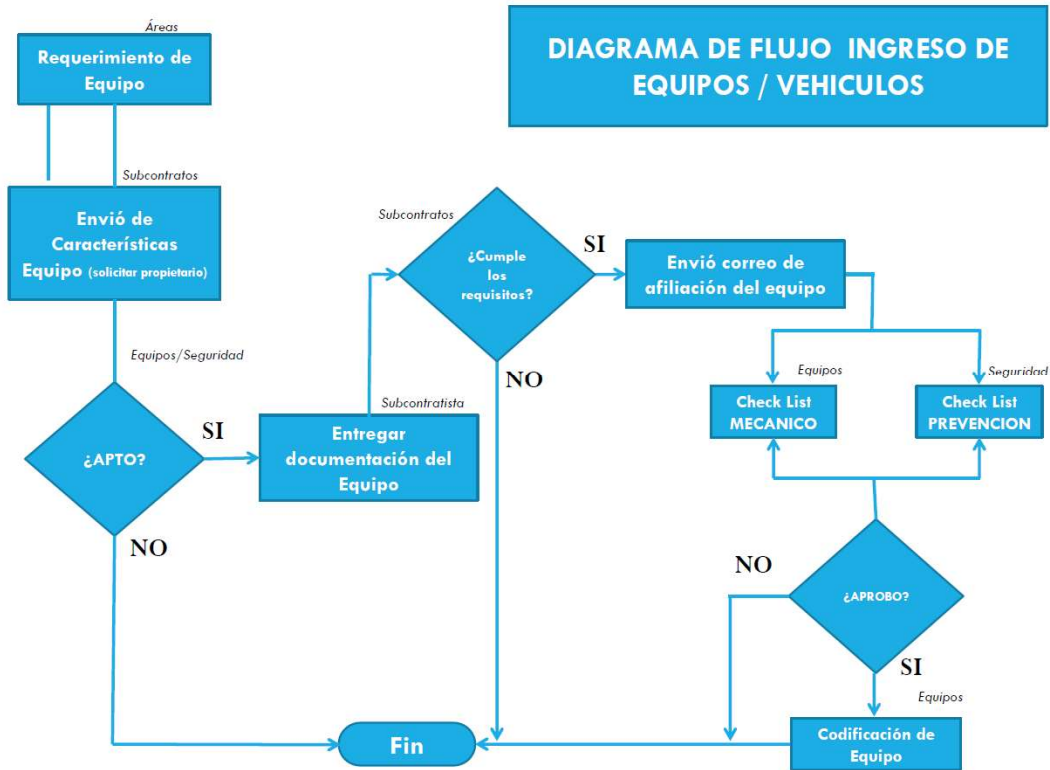 DIAGRAMA DE FLUJO INGRESO DE
EQUIPOS / VEHICULOS
Áreas
Requerimiento de
Equipo
Subcontratos
Envió de
Características
Equipo (solicitar propietario)
Equipos/Seguridad
¿APTO?
SI
NO
Subcontratista
Entregar
documentación del
Equipo
Subcontratos
¿Cumple
los
requisitos?
SI
NO
Envió correo de
afiliación del equipo
Equipos
Check List
MECANICO
Seguridad
Check List
PREVENCION
¿APROBO?
NO
SI
Equipos
Codificación de
Equipo
Fin